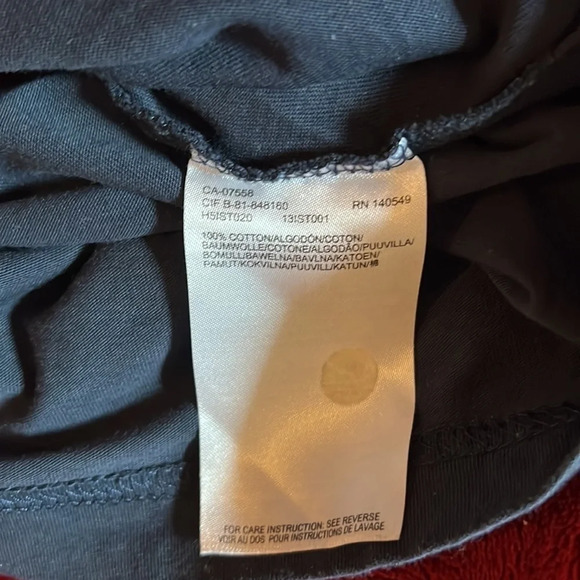 CA-07558
CIF B-81-848160 RN 140549
H5IST020 13IST001
100% COTTON/ALGODÓN/COTON/
BAUMWOLLE/COTONE/ALGODÃO/PUUVILLA/
BOMULL/BAWELNA/BAVLNA/KATOEN/
PAMUT/KOKVILNA/PUUVILL/KATUN/棉
FOR CARE INSTRUCTION: SEE REVERSE
VOIR AU DOS POUR INSTRUCTIONS DE LAVAGE